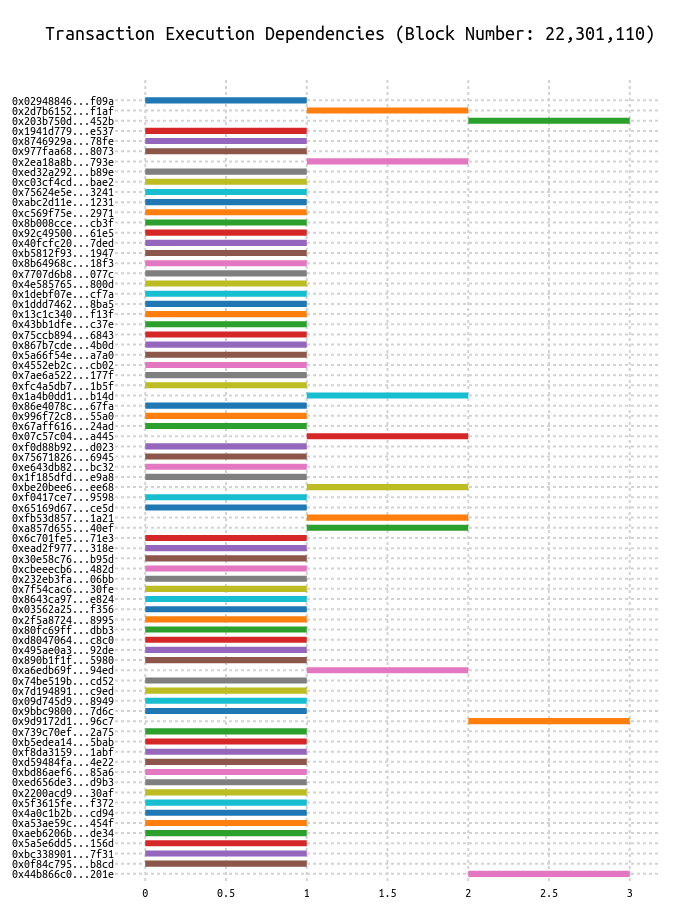 Transaction Execution Dependencies (Block Number: 22,301,110)
0x02948846...f09a
0x2d7b6152...f1af
0x203b750d...452b
0x1941d779...e537
0x8746929a...78fe
0x977faa68...8073
0x2ea18a8b...793e
0xed32a292...b89e
0xc03cf4cd...bae2
0x75624e5e...3241
0xabc2d11e...1231
0xc569f75e...2971
0x8b008cce...cb3f
0x92c49500...61e5
0x40fcfc20...7ded
0xb5812f93...1947
0x8b64968c...18f3
0x7707d6b8...077c
0x4e585765...800d
0x1debf07e...cf7a
0x1ddd7462...8ba5
0x13c1c340...f13f
0x43bb1dfe...c37e
0x75ccb894...6843
0x867b7cde...4b0d
0x5a66f54e...a7a0
0x4552eb2c...cb02
0x7ae6a522...177f
0xfc4a5db7...1b5f
0x1a4b0dd1...b14d
0x86e4078c...67fa
0x996f72c8...55a0
0x67aff616...24ad
0x07c57c04...a445
0xf0d88b92...d023
0x75671826...6945
0xe643db82...bc32
0x1f185dfd...e9a8
0xbe20bee6...ee68
0xf0417ce7...9598
0x65169d67...ce5d
0xfb53d857...1a21
0xa857d655...40ef
0x6c701fe5...71e3
0xead2f977...318e
0x30e58c76...b95d
0xcbeeecb6...482d
0x232eb3fa...06bb
0x7f54cac6...30fe
0x8643ca97...e824
0x03562a25...f356
0x2f5a8724...8995
0x80fc69ff...dbb3
0xd8047064...c8c0
0x495ae0a3...92de
0x890b1f1f...5980
0xa6edb69f...94ed
0x74be519b...cd52
0x7d194891...c9ed
0x09d745d9...8949
0x9bbc9800...7d6c
0x9d9172d1...96c7
0x739c70ef...2a75
0xb5edea14...5bab
0xf8da3159...1abf
0xd59484fa...4e22
0xbd86aef6...85a6
0xed656de3...d9b3
0x2200acd9...30af
0x5f3615fe...f372
0x4a0c1b2b...cd94
0xa53ae59c...454f
0xaeb6206b...de34
0x5a5e6dd5...156d
0xbc338901...7f31
0x0f84c795...b8cd
0x44b866c0...201e
0 0.5 1 1.5 2 2.5 3